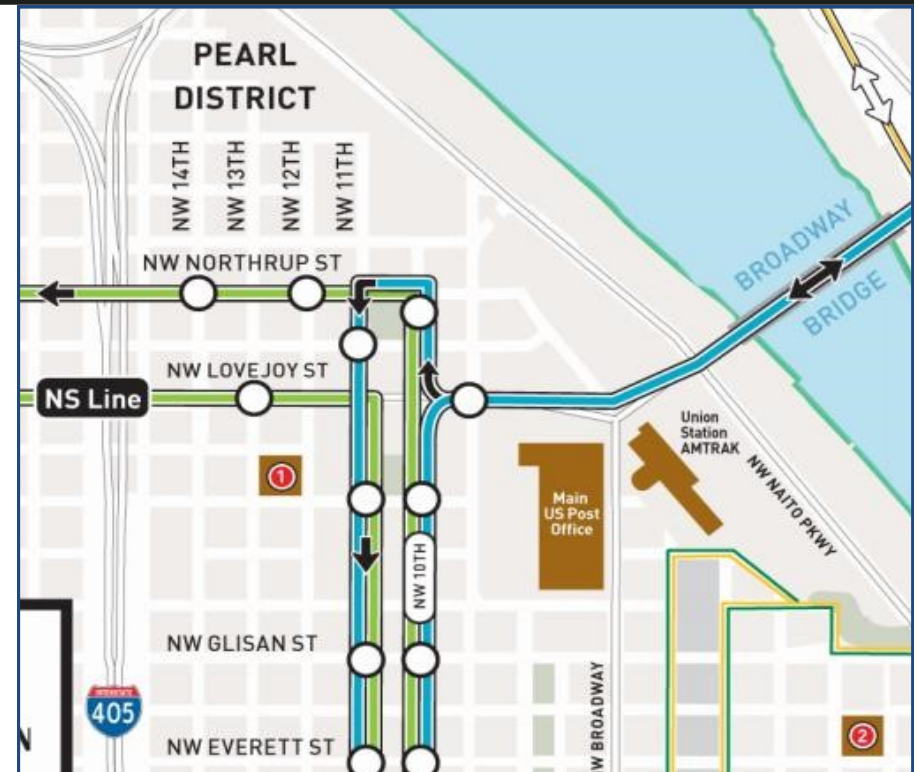 PEARL
DISTRICT
NW 14TH
NW 13TH
NW 12TH
NW 11TH
NW NORTHRUP ST
BROADWAY
BRIDGE
NW LOVEJOY ST
NS Line
Union
Station
AMTRAK
1
Main
US Post
Office
NW NAITO PKWY
NW 10TH
NW GLISAN ST
NW BROADWAY
INTERSTATE
405
2
N
NW EVERETT ST